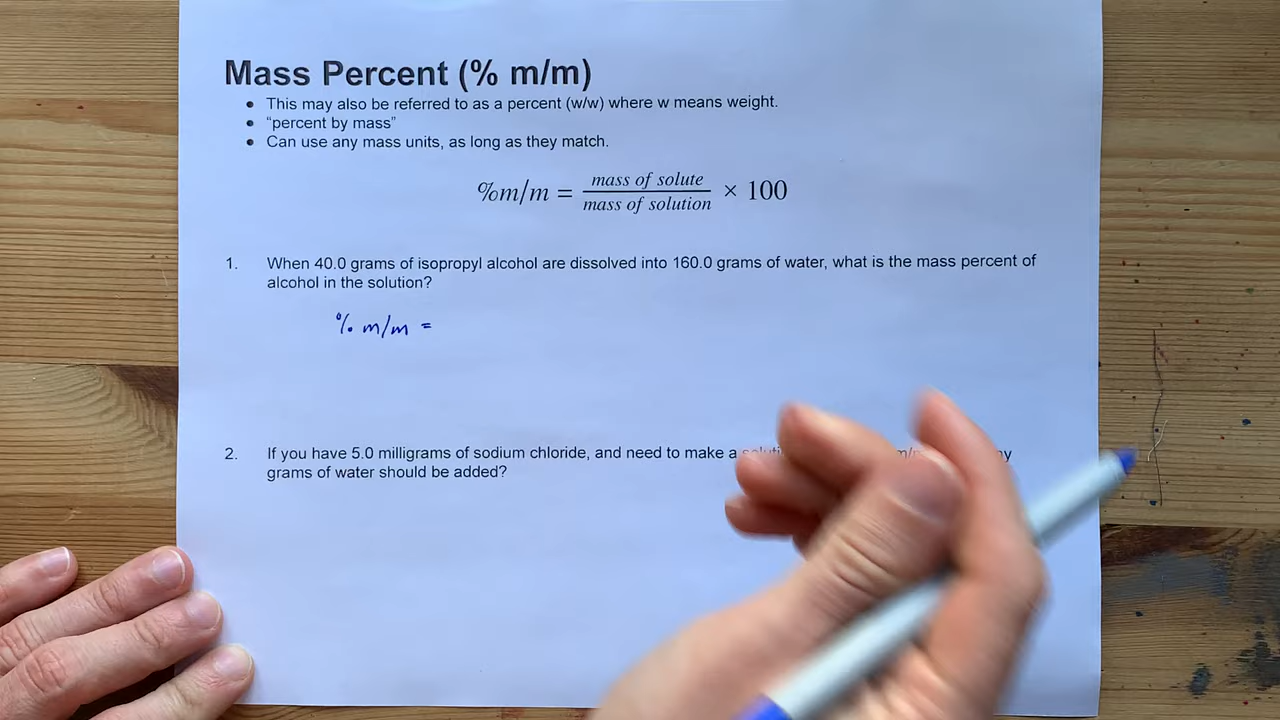 Mass Percent (% m/m)
• This may also be referred to as a percent (w/w) where w means weight.
• “percent by mass”
• Can use any mass units, as long as they match.
%m/m = mass of solute / mass of solution × 100
1. When 40.0 grams of isopropyl alcohol are dissolved into 160.0 grams of water, what is the mass percent of
alcohol in the solution?
% m/m =
2. If you have 5.0 milligrams of sodium chloride, and need to make a
grams of water should be added?